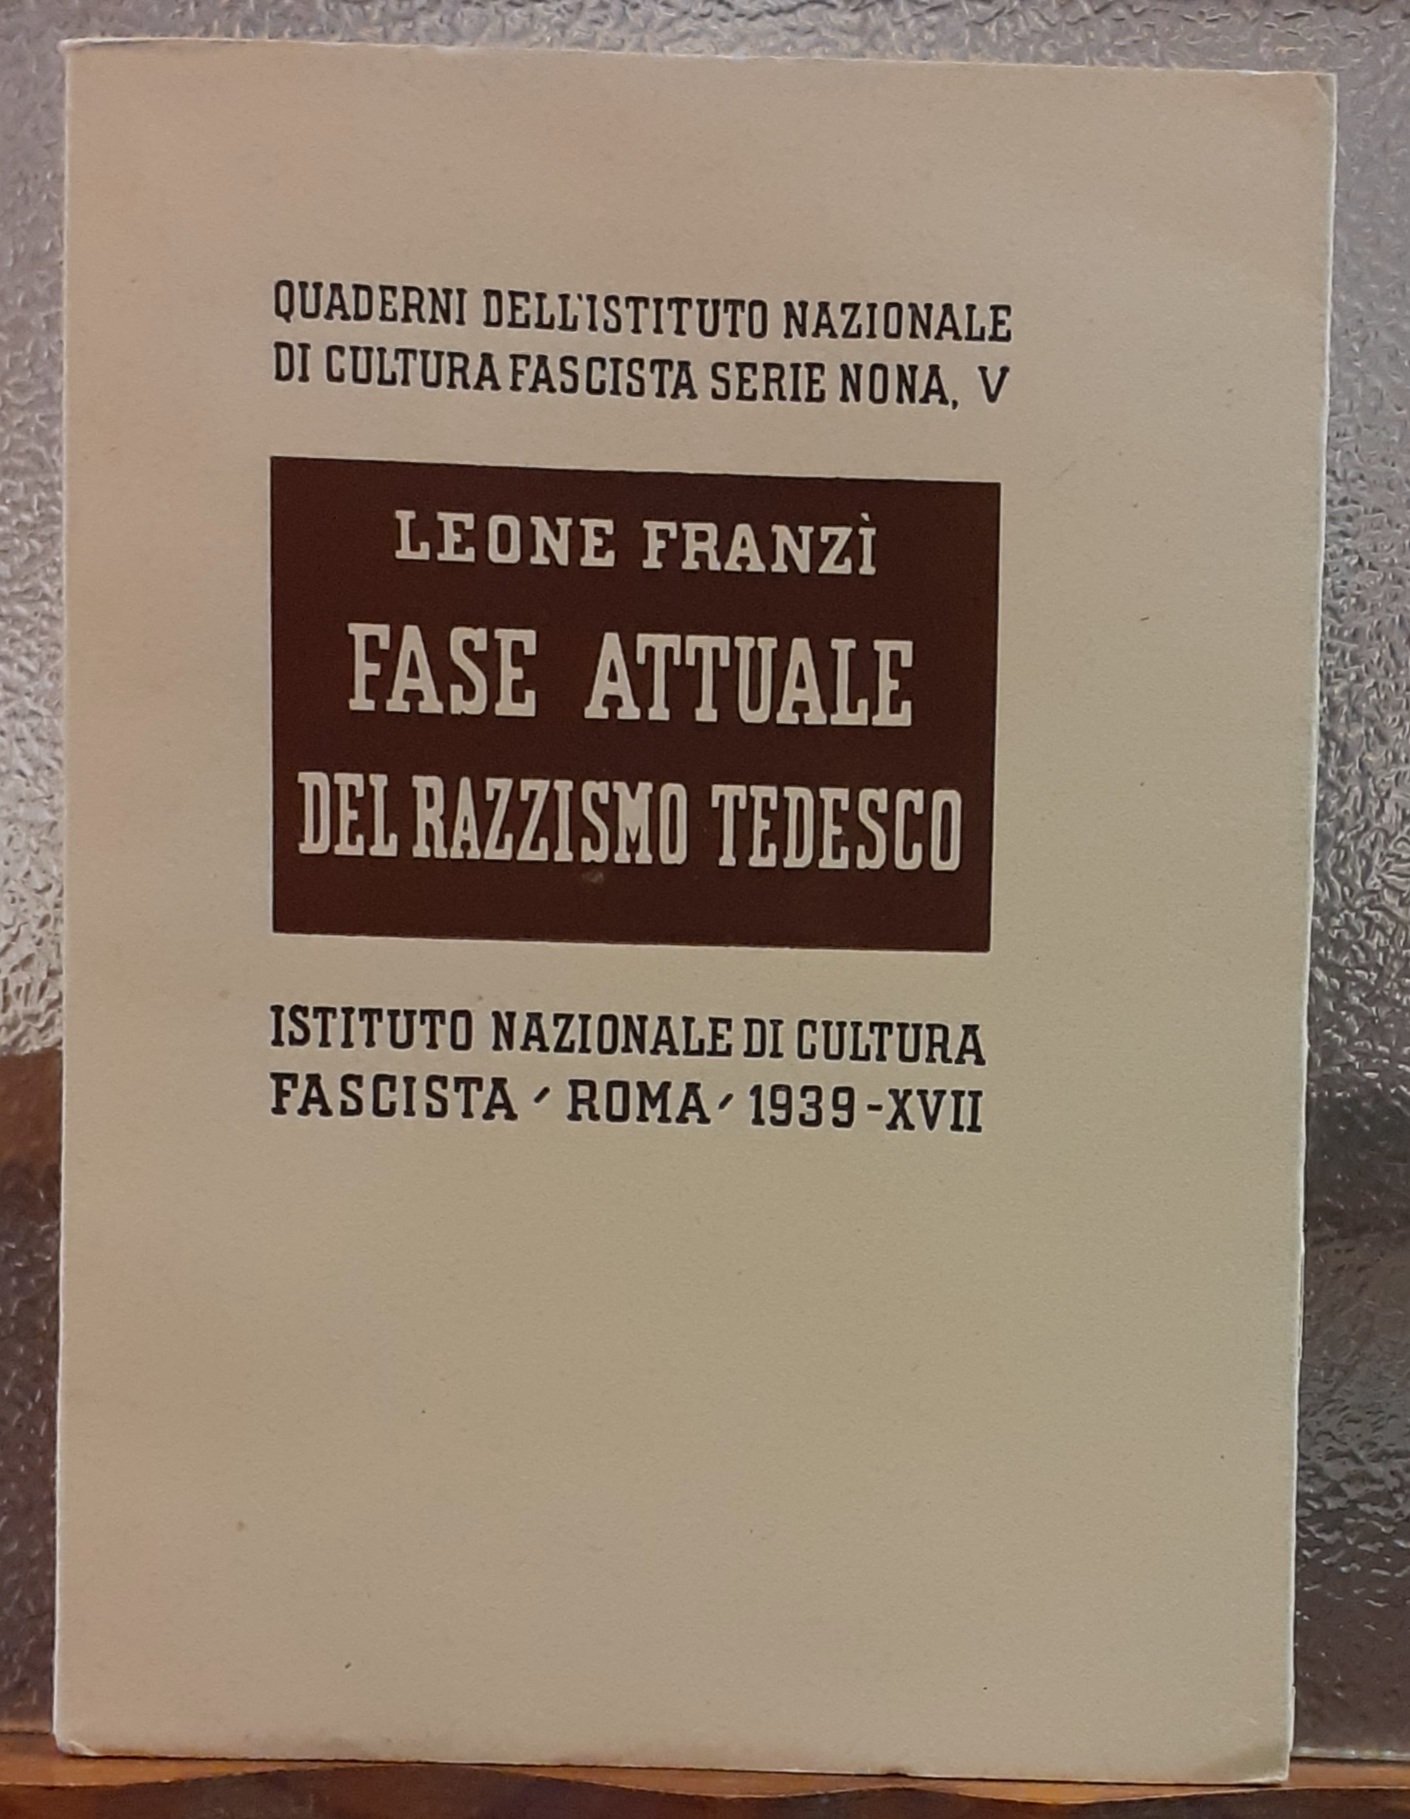 QUADERNI DELL'ISTITUTO NAZIONALE
DI CULTURA FASCISTA SERIE NONA, V
LEONE FRANZÌ
FASE ATTUALE
DEL RAZZISMO TEDESCO
ISTITUTO NAZIONALE DI CULTURA
FASCISTA ‐ ROMA ‐ 1939-XVII